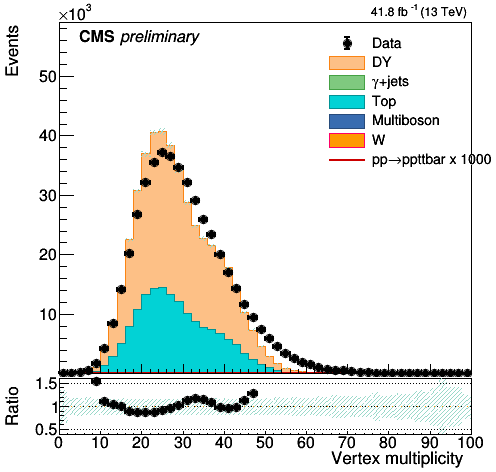 ×10³
41.8 fb⁻¹ (13 TeV)
CMS preliminary
Events
50
40
30
20
10
0
Data
DY
γ+jets
Top
Multiboson
W
pp→ppttbar x 1000
Ratio
1.5
1
0.5
0 10 20 30 40 50 60 70 80 90 100
Vertex multiplicity